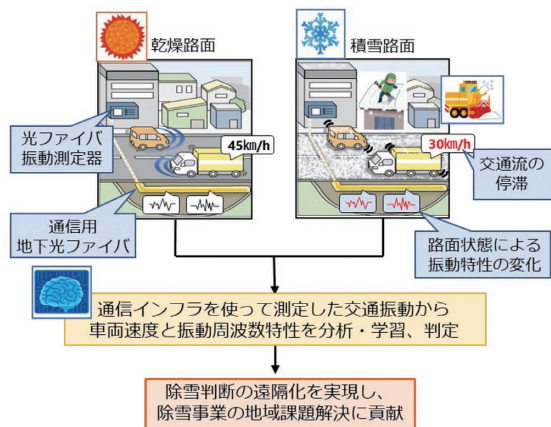 乾燥路面
積雪路面
光ファイバ
振動測定器
45km/h
30km/h
交通流の
停滞
通信用
地下光ファイバ
路面状態による
振動特性の変化
通信インフラを使って測定した交通振動から
車両速度と振動周波数特性を分析・学習、判定
除雪判断の遠隔化を実現し、
除雪事業の地域課題解決に貢献